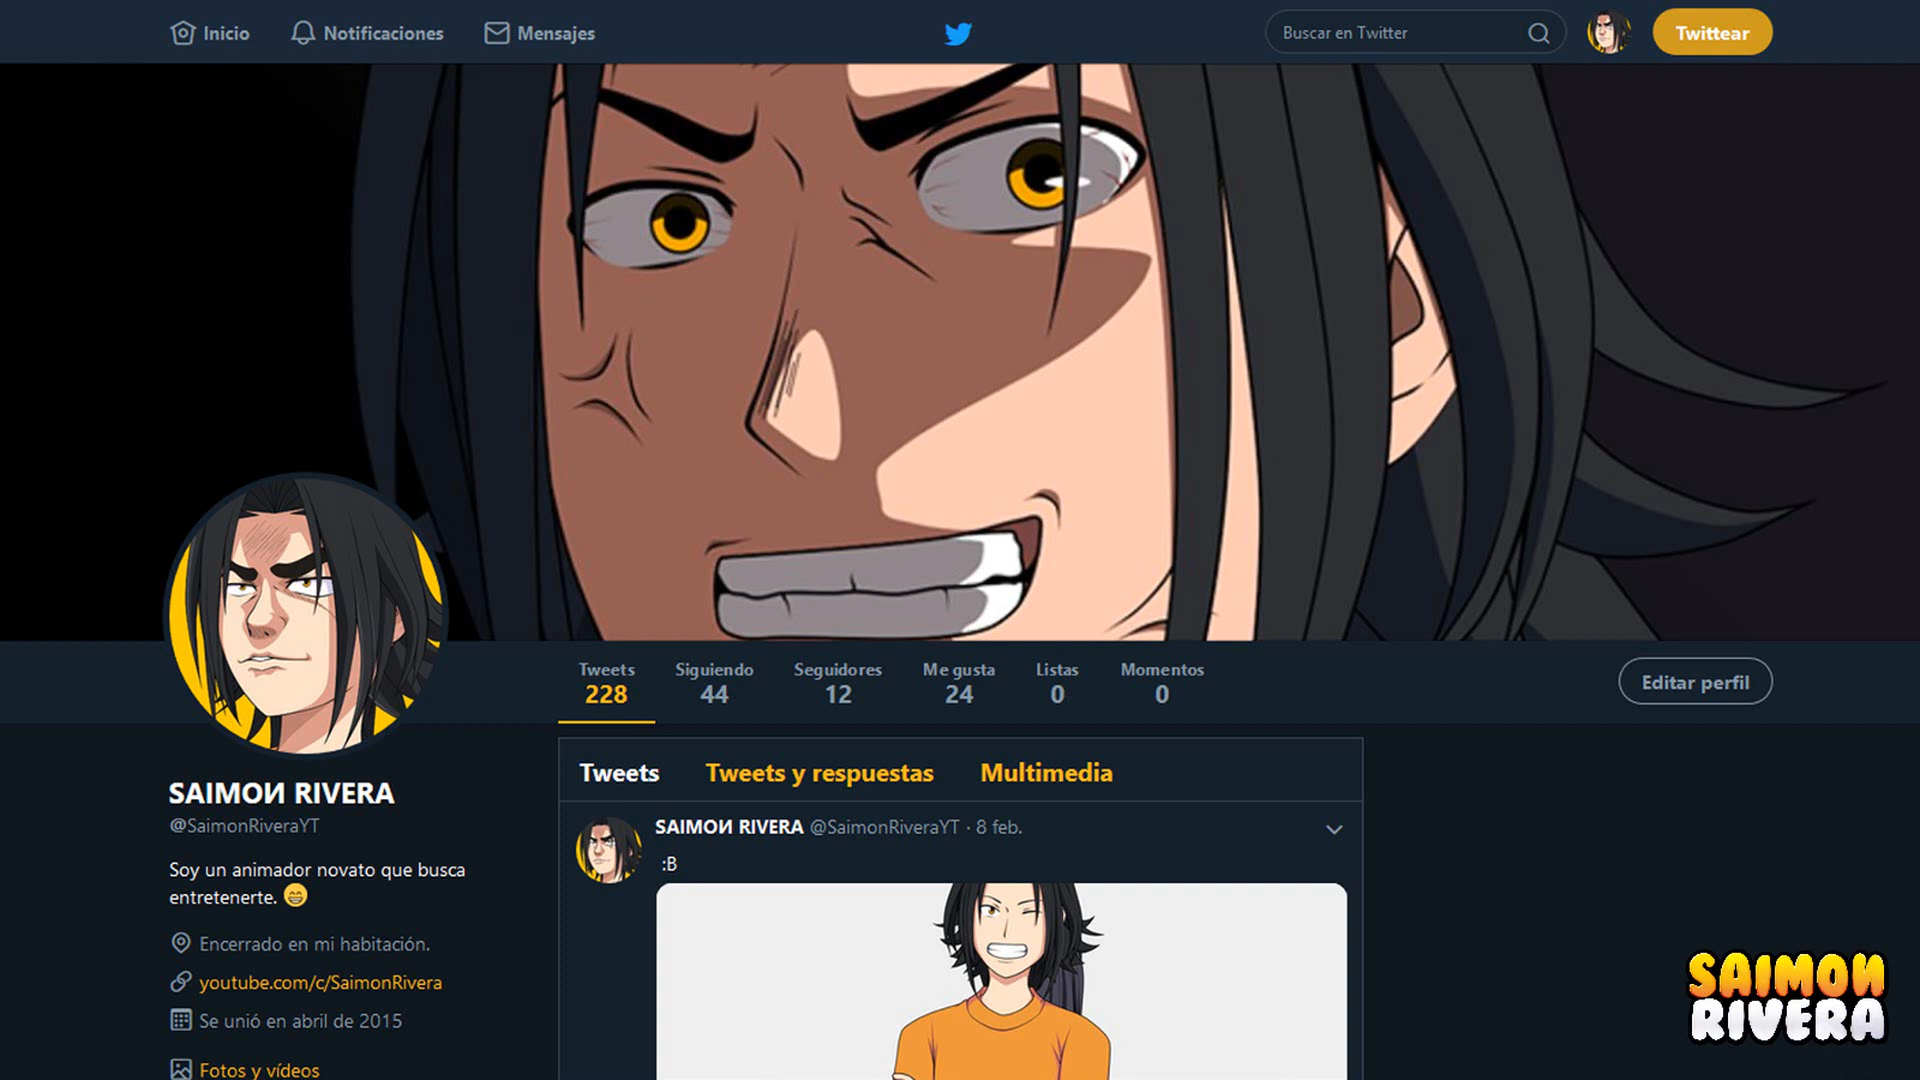 Inicio
Notificaciones
Mensajes
Buscar en Twitter
Twittear
Tweets
228
Siguiendo
44
Seguidores
12
Me gusta
24
Listas
0
Momentos
0
Editar perfil
SAIMOИ RIVERA
@SaimonRiveraYT
Soy un animador novato que busca
entretenerte. 😁
Encerrado en mi habitación.
youtube.com/c/SaimonRivera
Se unió en abril de 2015
Fotos y vídeos
Tweets
Tweets y respuestas
Multimedia
SAIMOИ RIVERA @SaimonRiveraYT · 8 feb.
:B
SAIMOИ
RIVERA